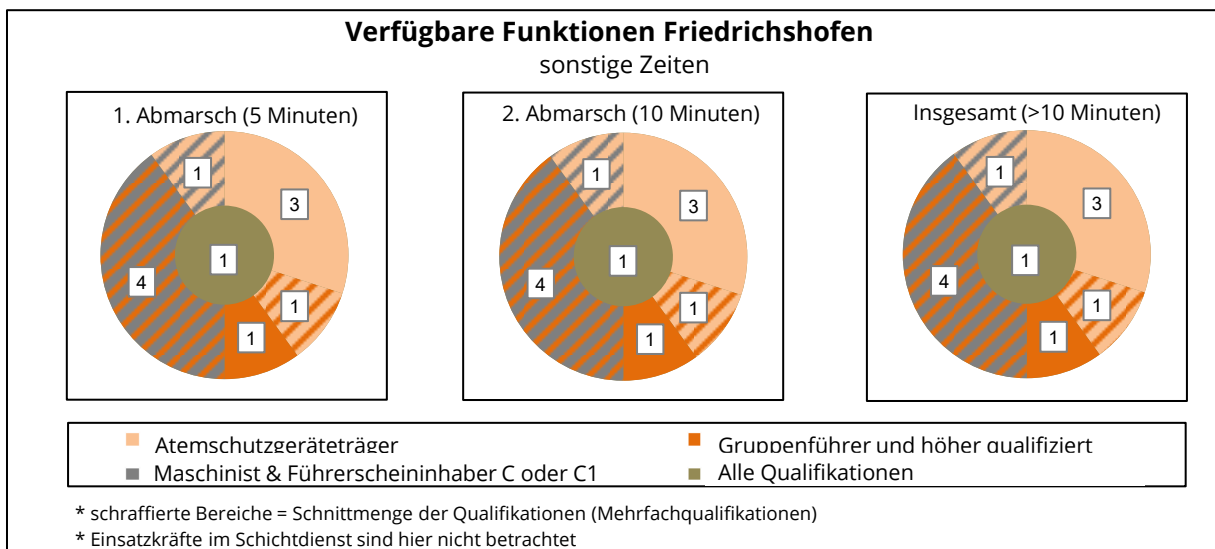 Verfügbare Funktionen Friedrichshofen
sonstige Zeiten
1. Abmarsch (5 Minuten)
1
3
1
4
1
1
2. Abmarsch (10 Minuten)
1
3
1
4
1
1
Insgesamt (>10 Minuten)
1
3
1
4
1
1
Atemschutzgeräteträger
Gruppenführer und höher qualifiziert
Maschinist & Führerscheininhaber C oder C1
Alle Qualifikationen
* schraffierte Bereiche = Schnittmenge der Qualifikationen (Mehrfachqualifikationen)
* Einsatzkräfte im Schichtdienst sind hier nicht betrachtet